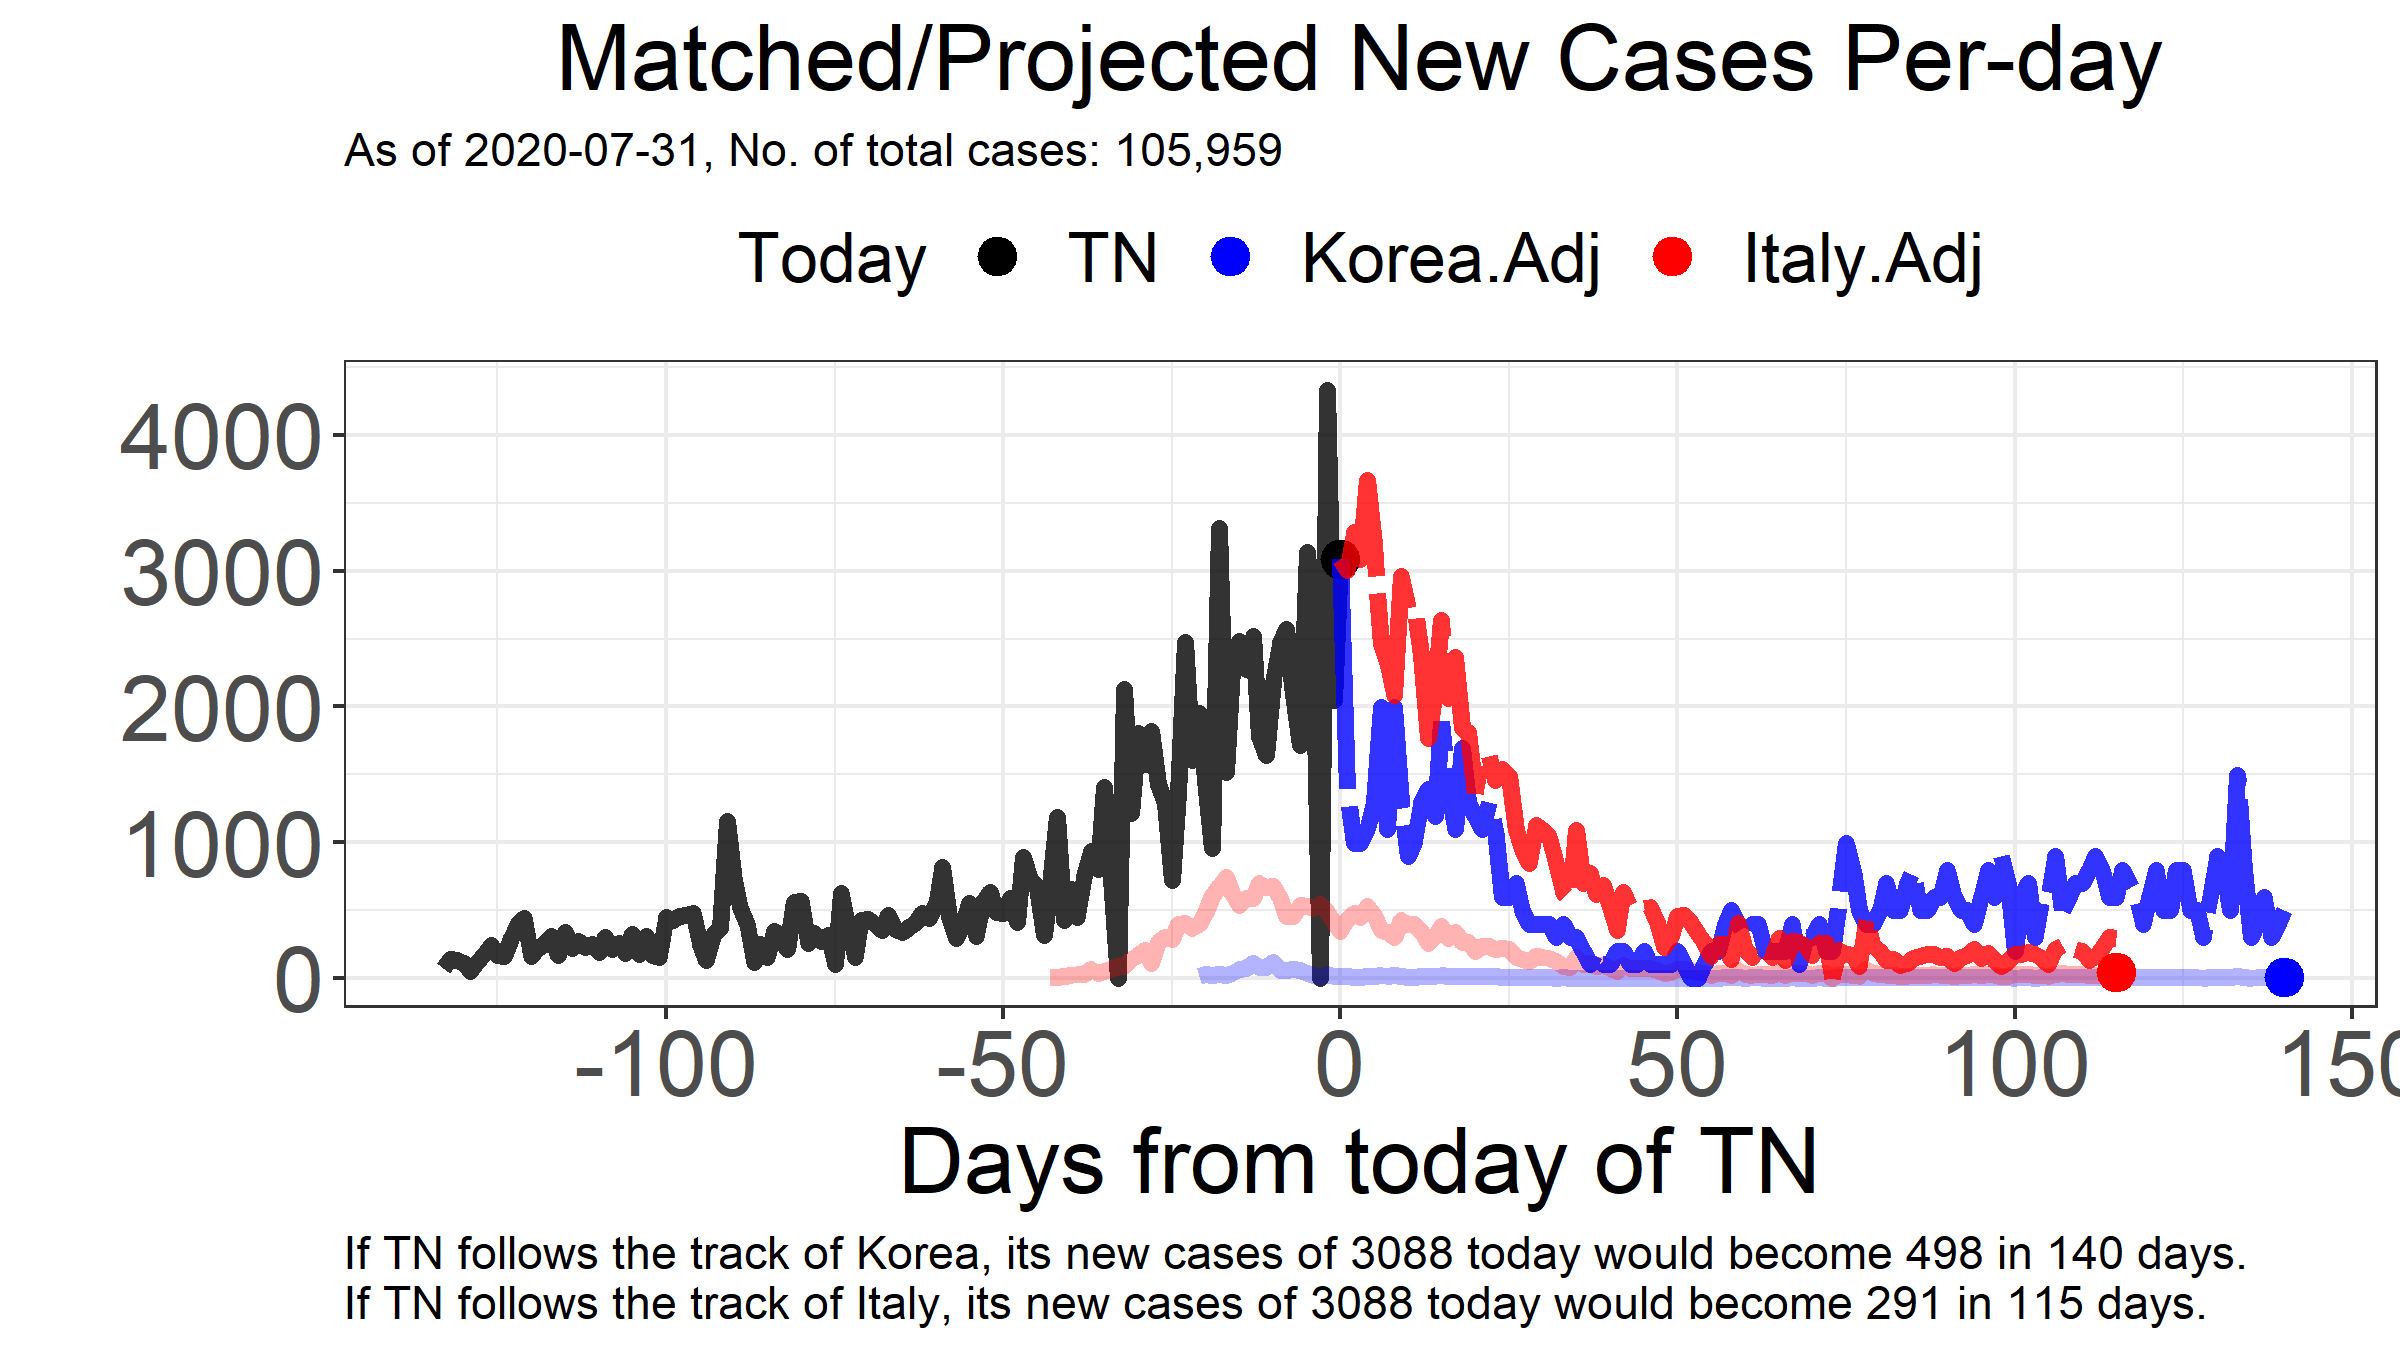 Matched/Projected New Cases Per-day
As of 2020-07-31, No. of total cases: 105,959
Today TN Korea.Adj Italy.Adj
4000
3000
2000
1000
0
-100 -50 0 50 100 150
Days from today of TN
If TN follows the track of Korea, its new cases of 3088 today would become 498 in 140 days.
If TN follows the track of Italy, its new cases of 3088 today would become 291 in 115 days.